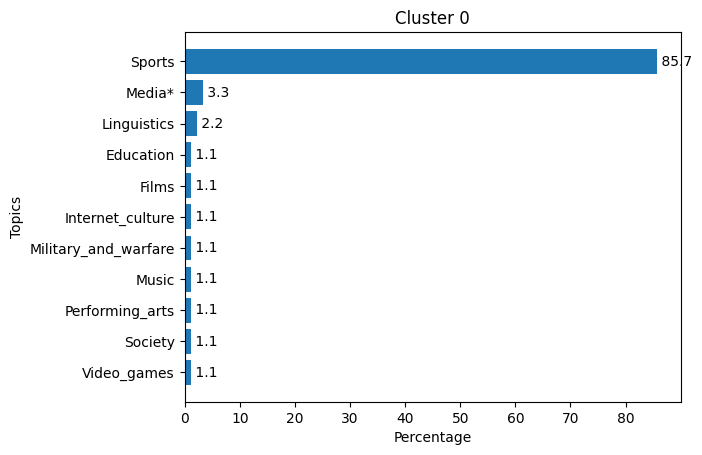 Cluster 0
Topics
Sports 85.7
Media* 3.3
Linguistics 2.2
Education 1.1
Films 1.1
Internet_culture 1.1
Military_and_warfare 1.1
Music 1.1
Performing_arts 1.1
Society 1.1
Video_games 1.1
0 10 20 30 40 50 60 70 80
Percentage